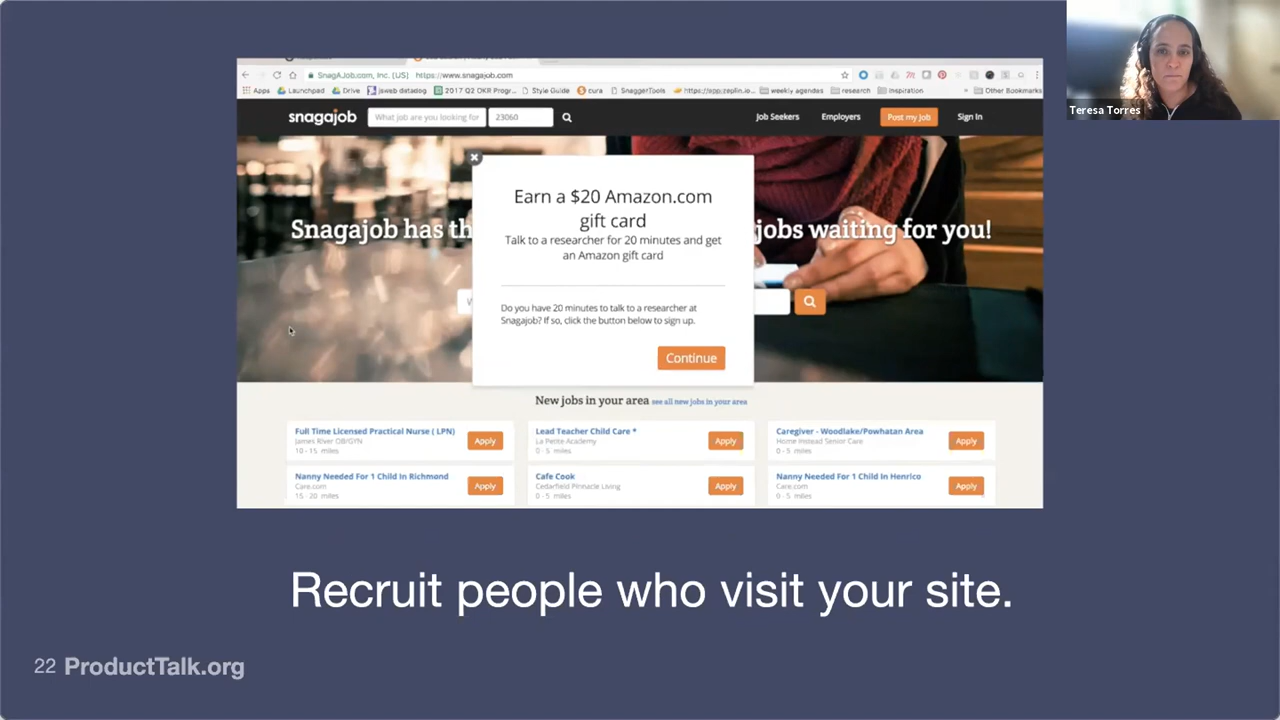 SnagAJob.com, Inc. [US]  https://www.snagajob.com
Apps  Launchpad  Drive  jsweb datadog  2017 Q2 OKR Progr...  Style Guide  cura  SnaggerTools  https://app.zeplin.io...  weekly agendas  research  Inspiration  »  Other Bookmarks
snagajob  What job are you looking for  23060  Job Seekers  Employers  Post my Job  Sign In
Earn a $20 Amazon.com
gift card
Talk to a researcher for 20 minutes and get
an Amazon gift card
Do you have 20 minutes to talk to a researcher at
Snagajob? If so, click the button below to sign up.
Continue
Snagajob has th
jobs waiting for you!
New jobs in your area  see all new jobs in your area
Full Time Licensed Practical Nurse ( LPN)
James River OB/GYN
10 - 15 miles
Apply
Lead Teacher Child Care *
La Petite Academy
0 - 5 miles
Apply
Caregiver - Woodlake/Powhatan Area
Home Instead Senior Care
0 - 5 miles
Apply
Nanny Needed For 1 Child In Richmond
Care.com
15 - 20 miles
Apply
Cafe Cook
Cedarfield Pinnacle Living
0 - 5 miles
Apply
Nanny Needed For 1 Child In Henrico
Care.com
0 - 5 miles
Apply
Teresa Torres
Recruit people who visit your site.
22 ProductTalk.org